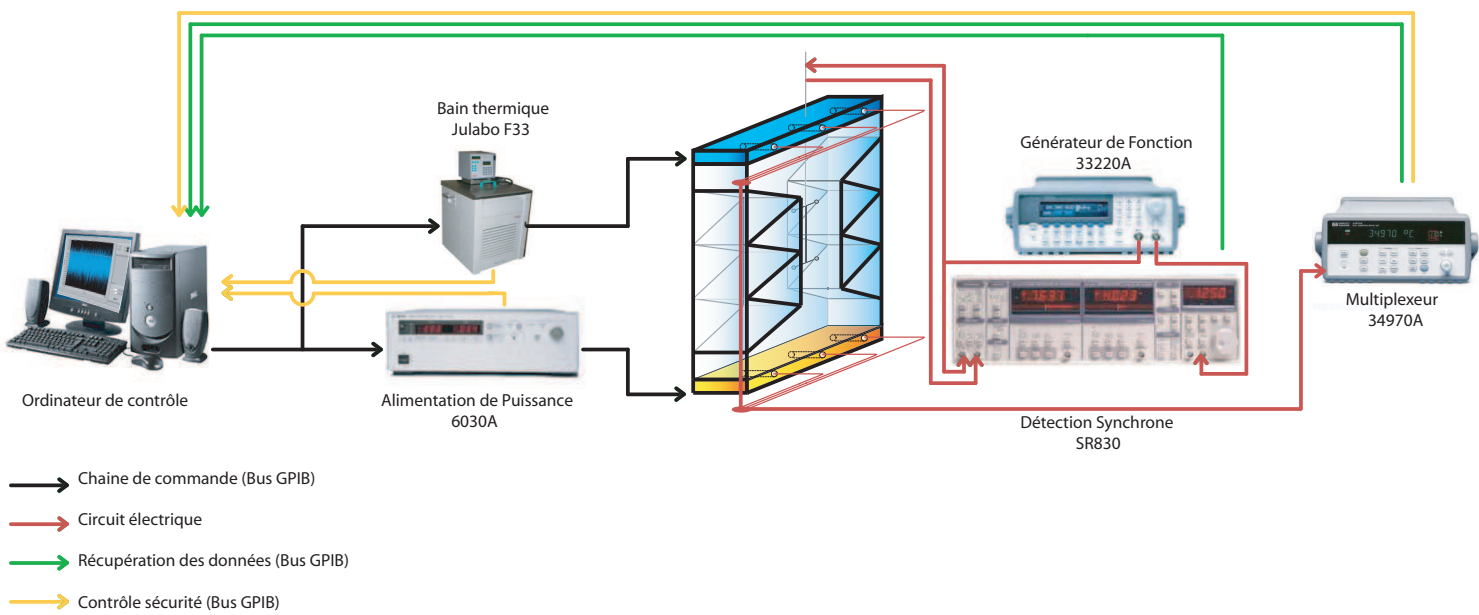 Bain thermique
Julabo F33
Générateur de Fonction
33220A
34970 °C
Multiplexeur
34970A
Ordinateur de contrôle
Alimentation de Puissance
6030A
Détection Synchrone
SR830
Chaine de commande (Bus GPIB)
Circuit électrique
Récupération des données (Bus GPIB)
Contrôle sécurité (Bus GPIB)